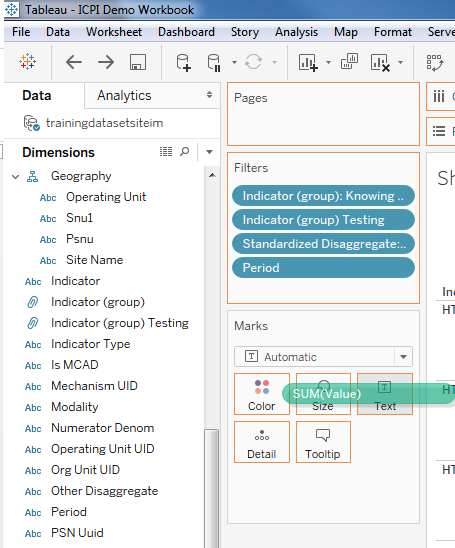 Tableau - ICPI Demo Workbook
File Data Worksheet Dashboard Story Analysis Map Format Serve
Data Analytics
trainingdatasetsiteim
Dimensions
Geography
Abc Operating Unit
Abc Snu1
Abc Psnu
Abc Site Name
Abc Indicator
Indicator (group)
Indicator (group) Testing
Abc Indicator Type
Abc Is MCAD
Abc Mechanism UID
Abc Modality
Abc Numerator Denom
Abc Operating Unit UID
Abc Org Unit UID
Abc Other Disaggregate
Abc Period
Abc PSN Uuid
Pages
Filters
Indicator (group): Knowing ..
Indicator (group) Testing
Standardized Disaggregate:..
Period
Marks
T Automatic
SUM(Value)
Color Size Text
Detail Tooltip
Sh
Ind
HT
HT
HT